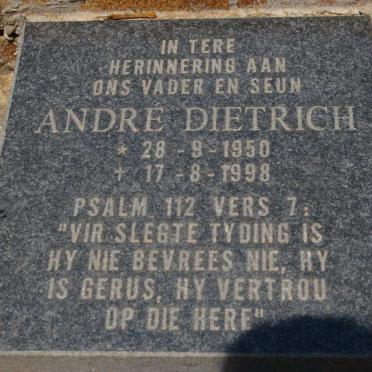 IN TERE
HERINNERING AAN
ONS VADER EN SEUN
ANDRÉ DIETRICH
* 28 - 9 - 1950
+ 17 - 8 - 1998
PSALM 112 VERS 7:
"VIR SLEGTE TYDING IS
HY NIE BEVREES NIE, HY
IS GERUS, HY VERTROU
OP DIE HERE"